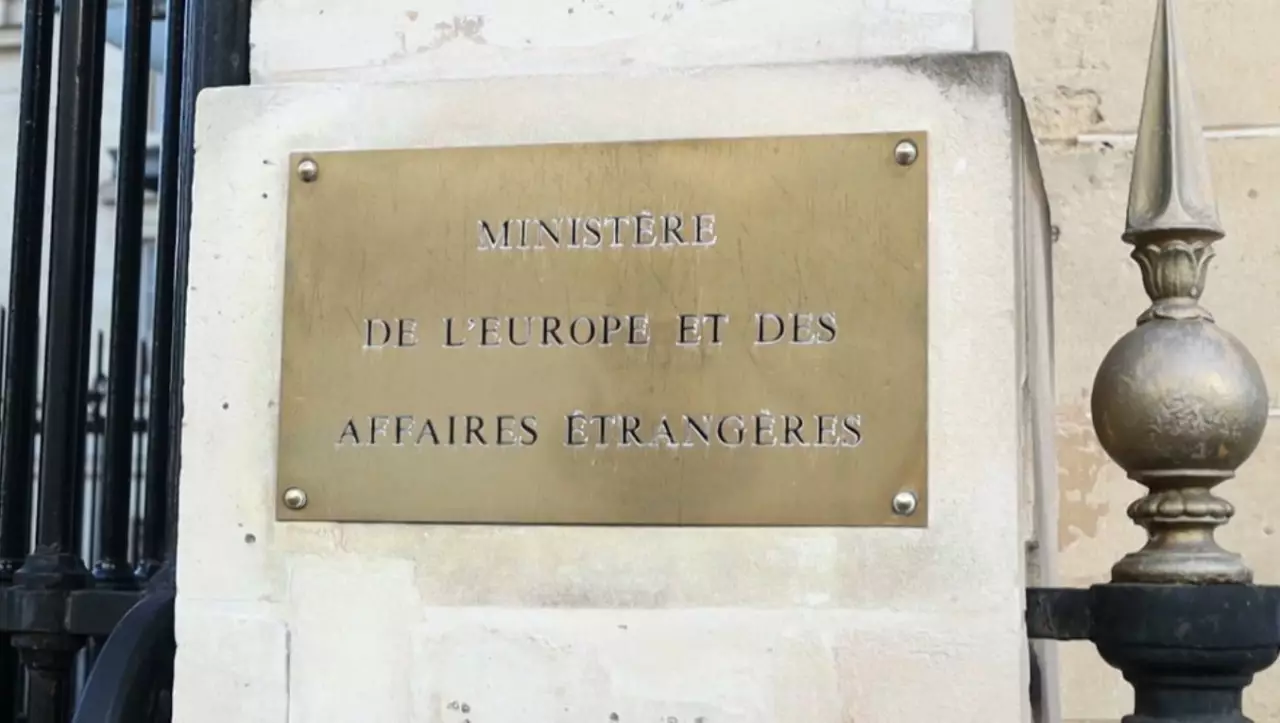 MINISTÈRE
DE L'EUROPE ET DES
AFFAIRES ÉTRANGÈRES